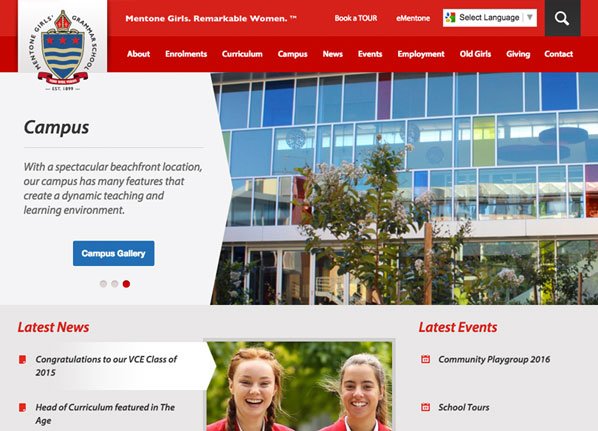 MENTONE GIRLS' GRAMMAR SCHOOL
EST. 1899
Mentone Girls. Remarkable Women. ™
Book a TOUR
eMentone
Select Language
About
Enrolments
Curriculum
Campus
News
Events
Employment
Old Girls
Giving
Contact
Campus
With a spectacular beachfront location,
our campus has many features that
create a dynamic teaching and
learning environment.
Campus Gallery
Latest News
Congratulations to our VCE Class of
2015
Head of Curriculum featured in The
Age
Latest Events
Community Playgroup 2016
School Tours